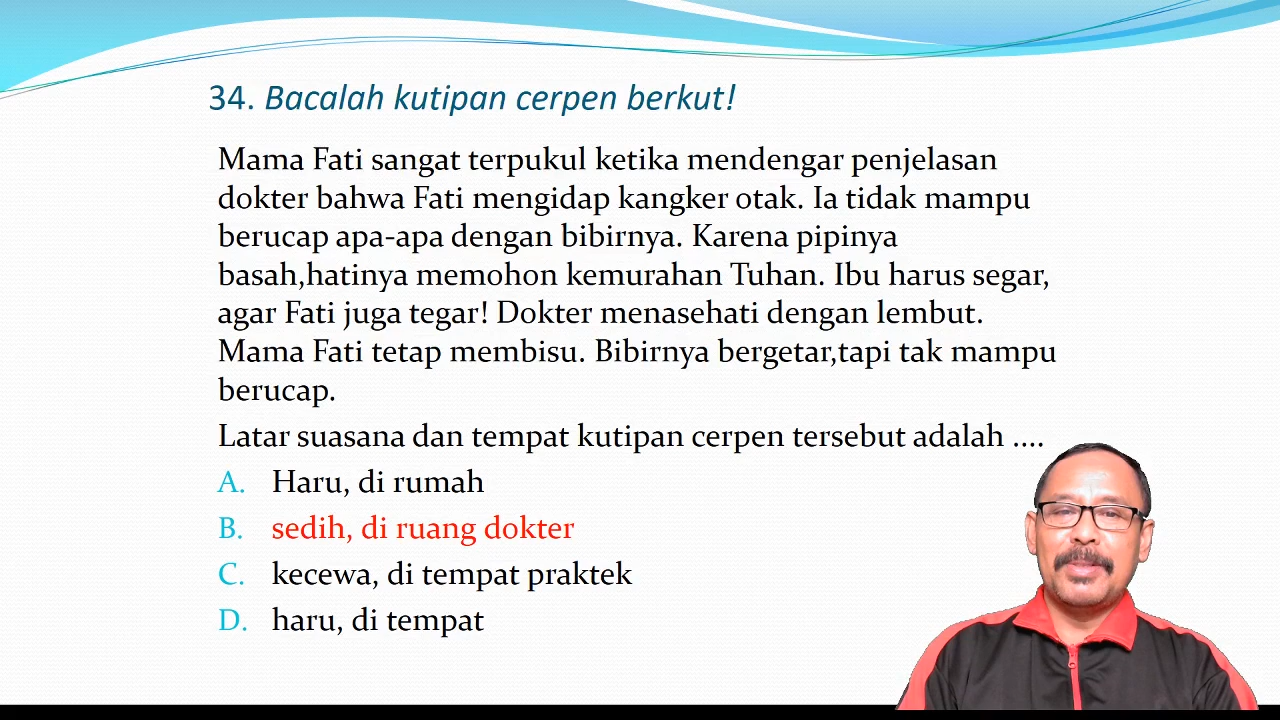 34. Bacalah kutipan cerpen berkut!
Mama Fati sangat terpukul ketika mendengar penjelasan
dokter bahwa Fati mengidap kangker otak. Ia tidak mampu
berucap apa-apa dengan bibirnya. Karena pipinya
basah,hatinya memohon kemurahan Tuhan. Ibu harus segar,
agar Fati juga tegar! Dokter menasehati dengan lembut.
Mama Fati tetap membisu. Bibirnya bergetar,tapi tak mampu
berucap.
Latar suasana dan tempat kutipan cerpen tersebut adalah ....
A. Haru, di rumah
B. sedih, di ruang dokter
C. kecewa, di tempat praktek
D. haru, di tempat